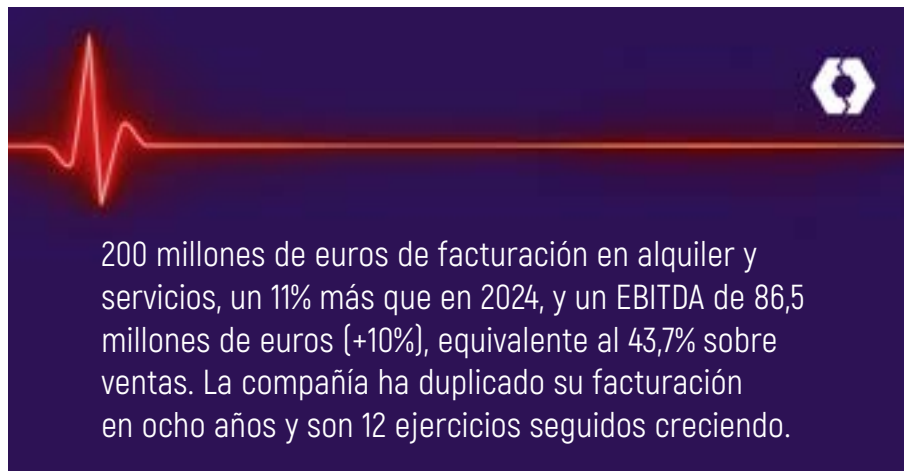 200 millones de euros de facturación en alquiler y
servicios, un 11% más que en 2024, y un EBITDA de 86,5
millones de euros (+10%), equivalente al 43,7% sobre
ventas. La compañía ha duplicado su facturación
en ocho años y son 12 ejercicios seguidos creciendo.